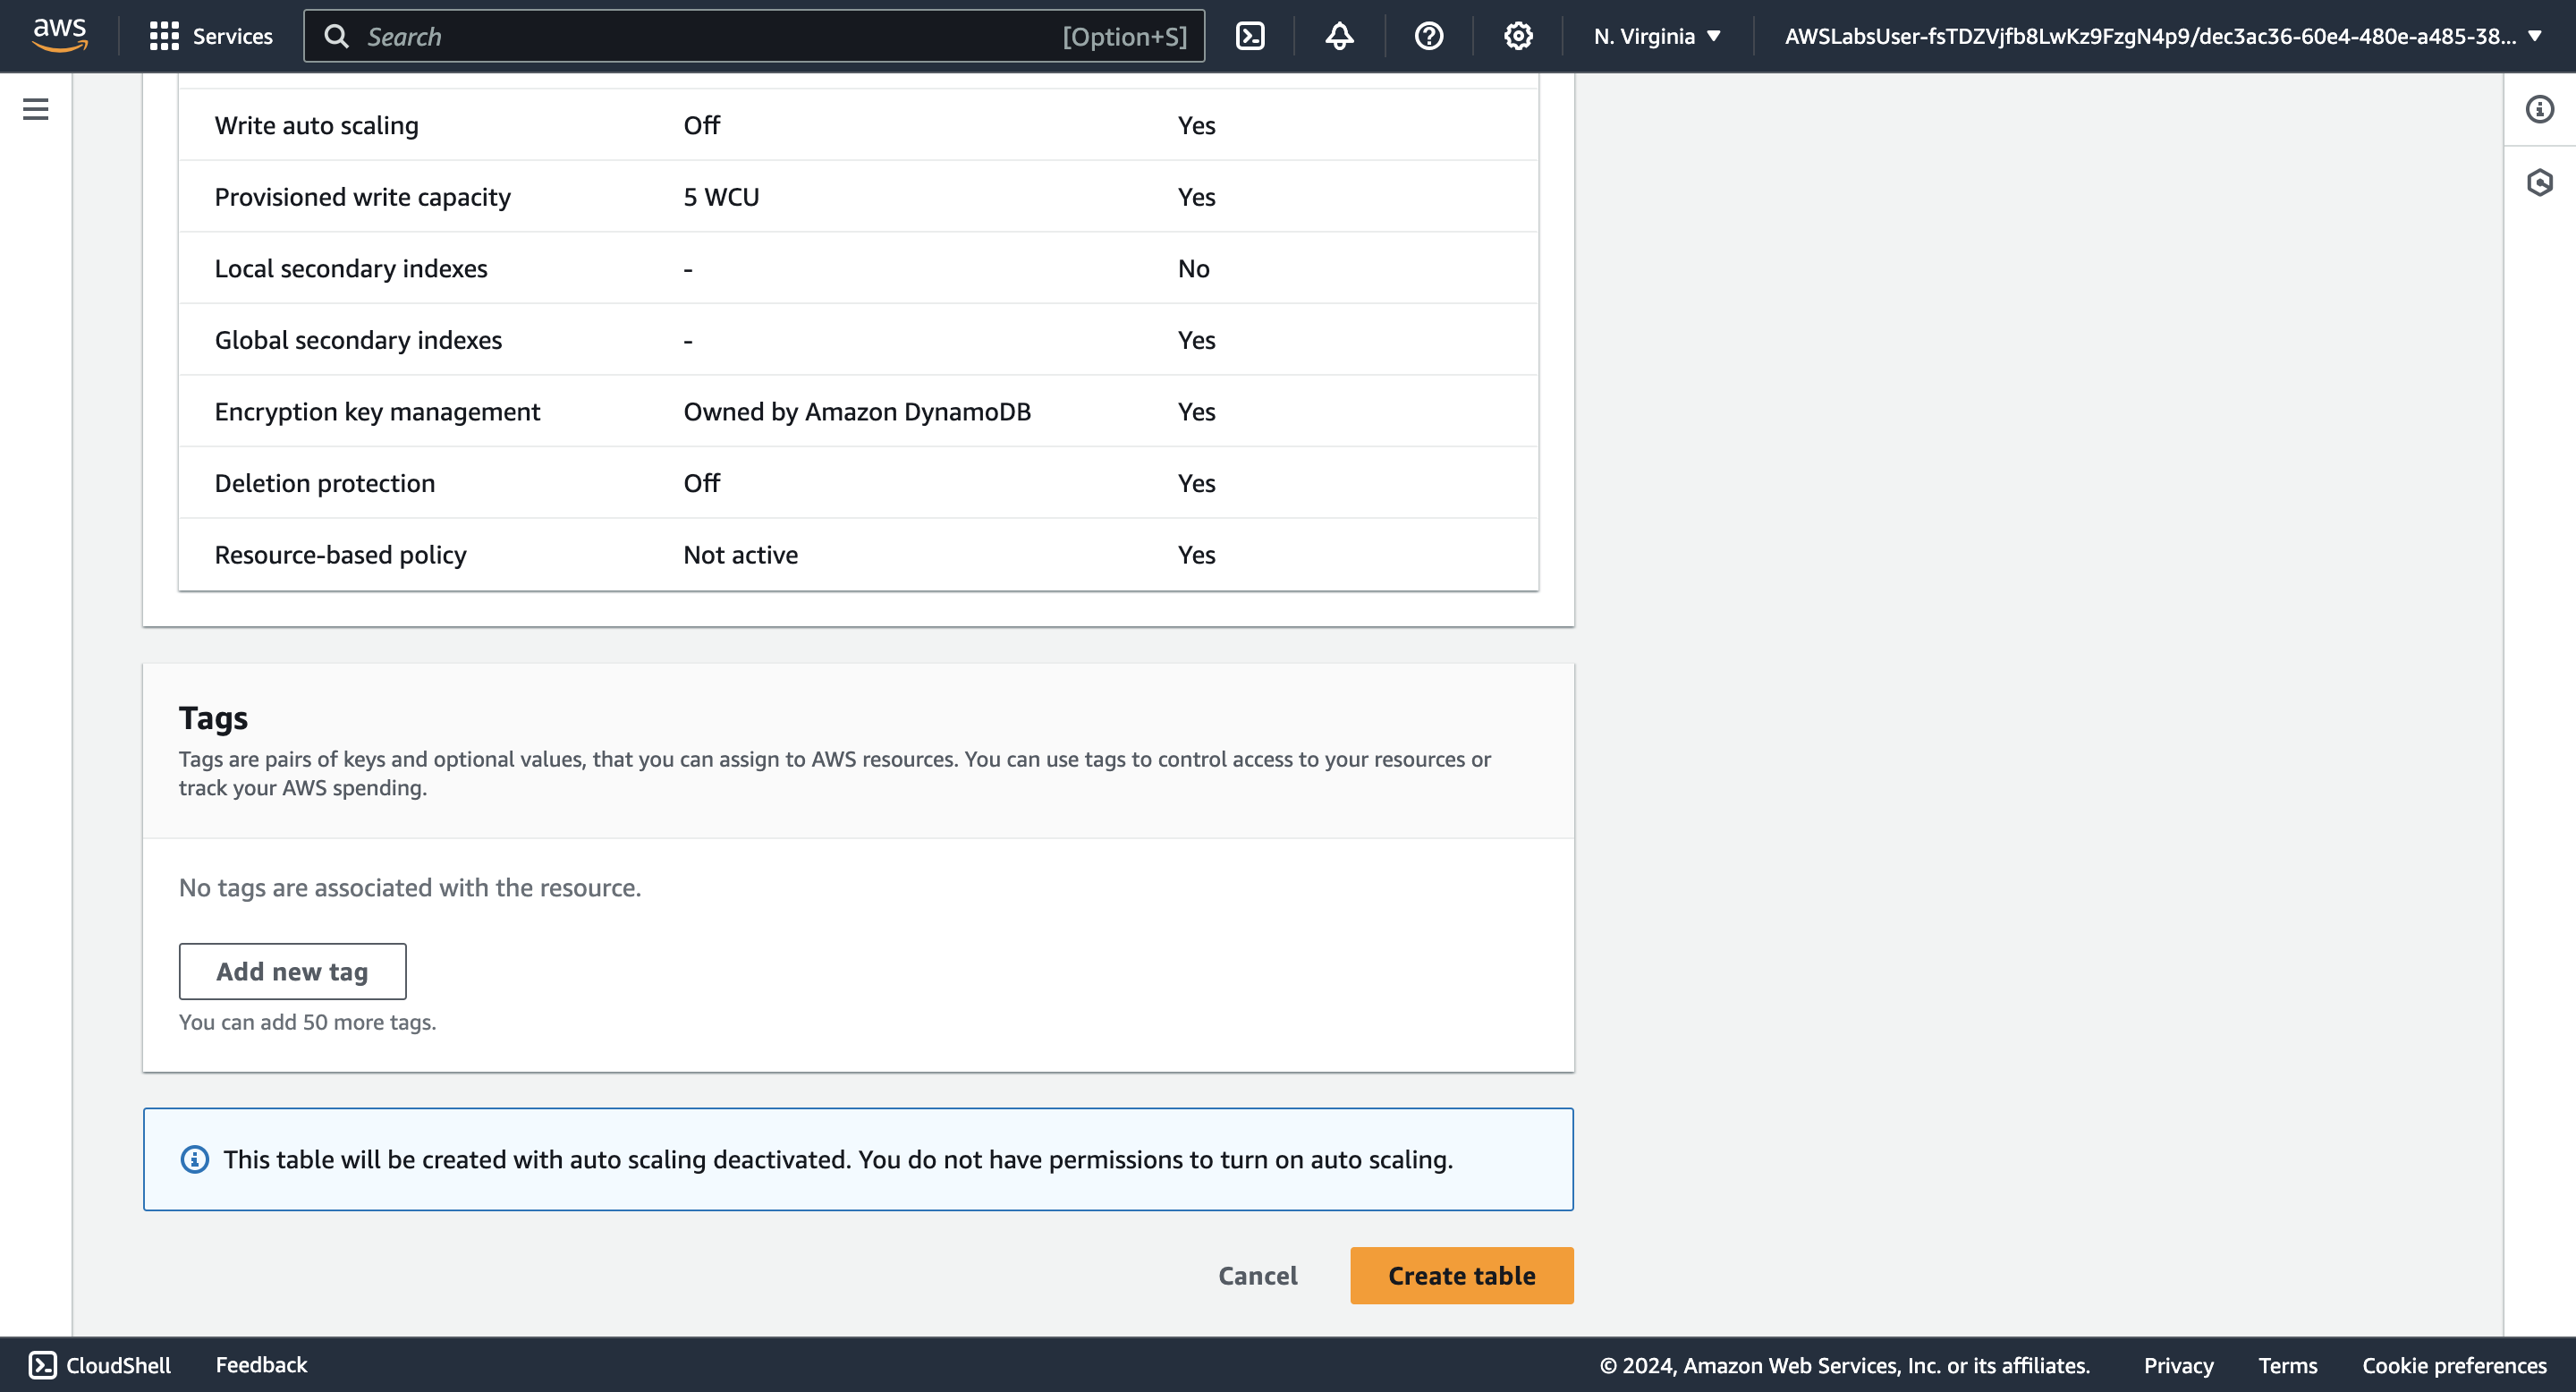 aws Services Search [Option+S] N. Virginia AWSLabsUser-fsTDZVjfb8LwKz9FzgN4p9/dec3ac36-60e4-480e-a485-38...
Write auto scaling Off Yes
Provisioned write capacity 5 WCU Yes
Local secondary indexes - No
Global secondary indexes - Yes
Encryption key management Owned by Amazon DynamoDB Yes
Deletion protection Off Yes
Resource-based policy Not active Yes
Tags
Tags are pairs of keys and optional values, that you can assign to AWS resources. You can use tags to control access to your resources or
track your AWS spending.
No tags are associated with the resource.
Add new tag
You can add 50 more tags.
This table will be created with auto scaling deactivated. You do not have permissions to turn on auto scaling.
Cancel Create table
CloudShell Feedback © 2024, Amazon Web Services, Inc. or its affiliates. Privacy Terms Cookie preferences